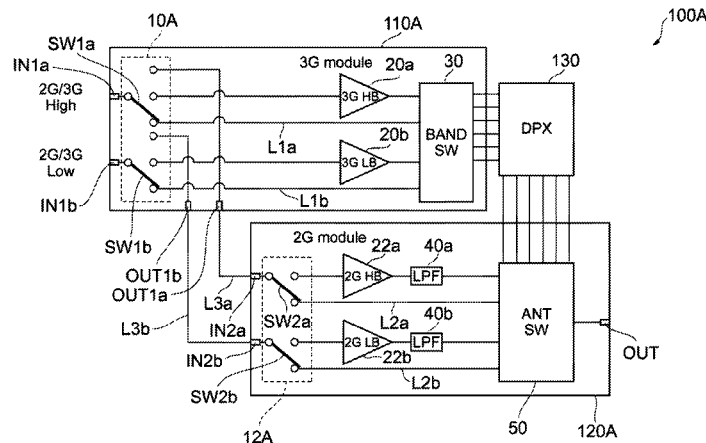 100A
10A
110A
SW1a
3G module
20a
30
130
IN1a
2G/3G
High
3G HB
BAND
SW
DPX
L1a
20b
2G/3G
Low
3G LB
IN1b
L1b
SW1b
2G module
OUT1b
OUT1a
22a
40a
2G HB
LPF
L3a
SW2a
L2a
ANT
SW
IN2a
40b
L3b
IN2b
2G LB
LPF
OUT
SW2b
22b
L2b
12A
50
120A